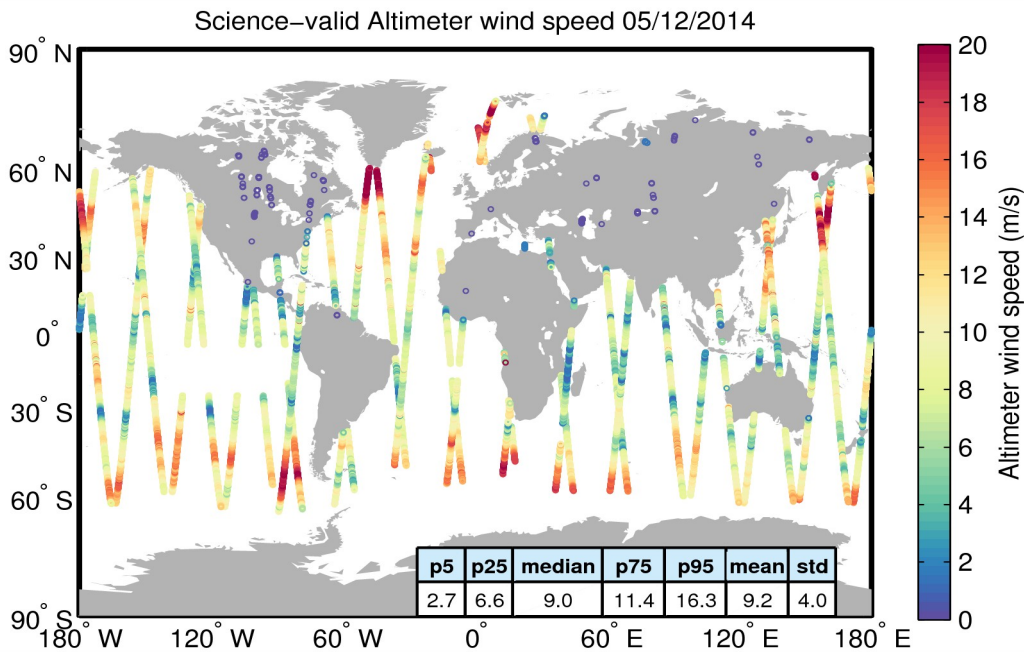 Science−valid Altimeter wind speed 05/12/2014
90° N
60° N
30° N
0°
30° S
60° S
90° S
180° W
120° W
60° W
0°
60° E
120° E
180° E
p5 p25 median p75 p95 mean std
2.7 6.6 9.0 11.4 16.3 9.2 4.0
20
18
16
14
12
10
8
6
4
2
0
Altimeter wind speed (m/s)